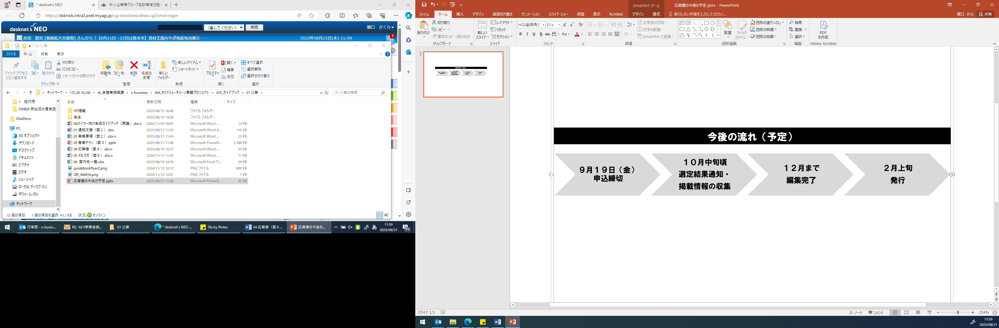 * desknet's NEO
中小企業等グループ施設等復旧整
https://dsknwb.intra3.pref.miyagi.jp/cgi-bin/dneo/dneo.cgi?cmd=login
desknet's NEO
(選んでください)
検索
関口 さくら
吉田 智治 [販路拡大支援班] さんから「【8月21日・22日は登米市】食材王国みやぎ地産地消展示・…
2025年08月21日(木) 11:59
1
01 公募
ファイル
ホーム
共有
表示
クイック アクセス
にピン留めする
コピー
貼り付け
切り取り
パスのコピー
ショートカットの貼り付け
クリップボード
移動先
コピー先
削除
名前の
変更
整理
新しい
フォルダー
新しいアイテム
ショートカット
新規
プロパティ
開く
編集
履歴
開く
すべて選択
選択解除
選択の切り替え
選択
ネットワーク › 172.20.10.242 › r6_食産業振興課 › s-business › 004_R7バリューチェーン展開プロジェクト › 033_ガイドブック › 01 公募 ›
01 公募の検索
1 施行伺
250820 気仙沼水産食品
OneDrive
PC
3D オブジェクト
ダウンロード
デスクトップ
ドキュメント
ピクチャ
ビデオ
ミュージック
ローカル ディスク (C:)
ボリューム (D:)
ネットワーク
名前 更新日時 種類 サイズ
HP掲載 2025/08/15 16:48 ファイル フォルダー
発送 2025/08/19 14:28 ファイル フォルダー
00バイヤー向け食品ガイドブック（原議）.docx 2024/11/05 18:45 Microsoft Word ... 13 KB
01 通知文書（案１）.doc 2025/08/21 11:35 Microsoft Word 9... 110 KB
02 募集要領（案２）.docx 2025/08/21 11:45 Microsoft Word ... 23 KB
03 募集チラシ（案３）.pptx 2025/08/21 11:48 Microsoft PowerP... 2,388 KB
04 応募書（案４）.docx 2025/08/19 15:13 Microsoft Word ... 50 KB
05 メルマガ（案５）.docx 2024/11/12 11:55 Microsoft Word ... 17 KB
06 案内先一覧.xlsx 2025/08/19 14:29 Microsoft Excel ワ... 39 KB
guidebookflyer2.png 2024/11/13 10:12 PNG ファイル 800 KB
QR_384416.png 2024/11/12 13:07 PNG ファイル 1 KB
応募書の今後の予定.pptx 2025/08/21 11:58 Microsoft PowerP... 42 KB
12 個の項目 1 個の項目を選択 41.1 KB 状況: オンライン
行幸啓 - s-busin...
RE: 10/5事業者納...
01 公募
* desknet's NEO ...
Sticky Notes
04 応募書（案４...
応募書の今後の...
あ
11:59
2025/08/21
20
SmartArt ツール
応募書の今後の予定.pptx - PowerPoint
ファイル
ホーム
挿入
デザイン
画面切り替え
アニメーション
スライド ショー
校閲
表示
Acrobat
デザイン
書式
実行したい作業を入力してください...
関口 さくら
共有
貼り付け
切り取り
コピー
書式のコピー/貼り付け
クリップボード
新しい
スライド
レイアウト
リセット
セクション
スライド
HGS創英角ｺﾞ
12+
フォント
文字列の方向
文字の配置
SmartArt に変換
段落
配置
クイック
スタイル
図形の塗りつぶし
図形の枠線
図形の効果
図形描画
検索
置換
選択
編集
PDF
を作成
Adobe Acrobat
1
今後の流れ（予定）
９月１９日（金）
申込締切
１０月中旬頃
選定結果通知・
掲載情報の収集
１２月まで
編集完了
２月上旬
発行
スライド 1/1
ノート
コメント
154%
11:59
2025/08/21